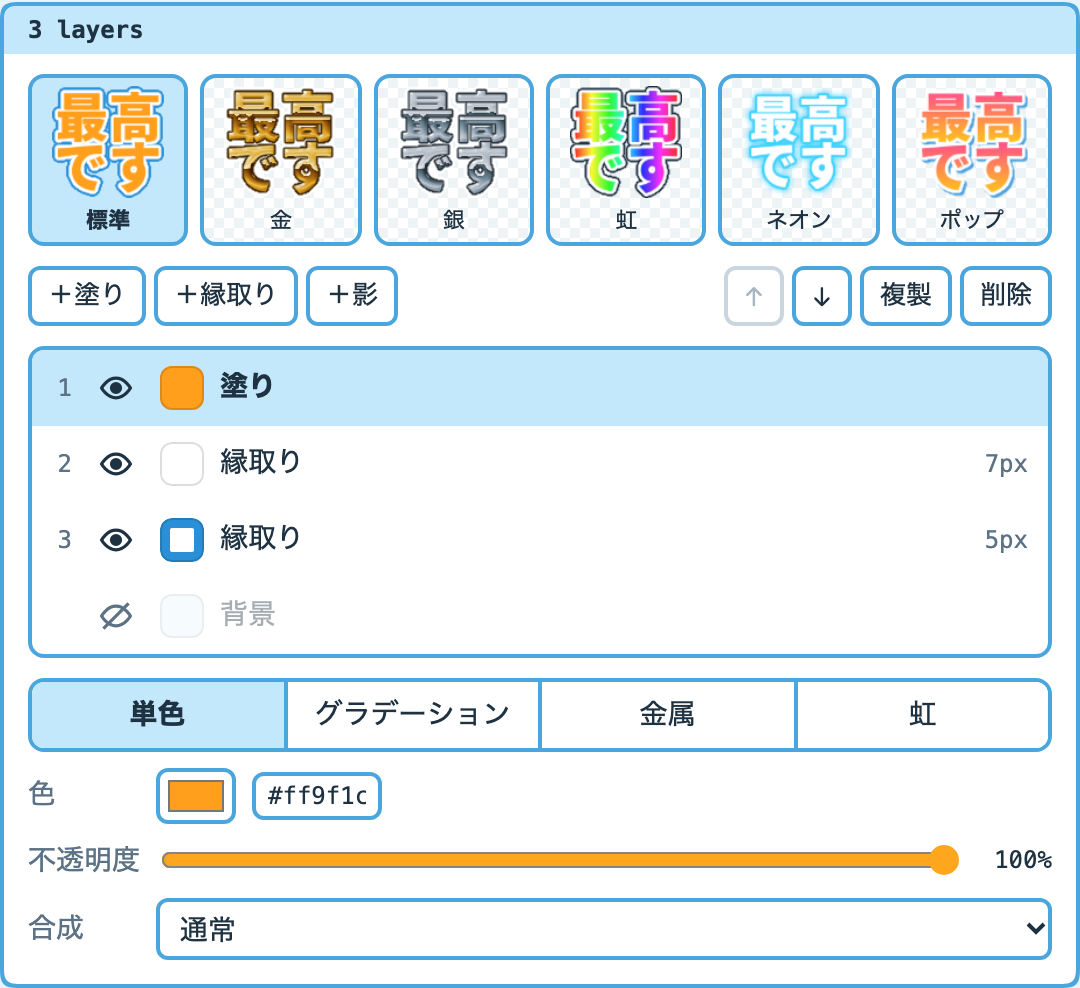 3 layers
最高
です
標準
最高
です
金
最高
です
銀
最高
です
虹
最高
です
ネオン
最高
です
ポップ
+塗り
+縁取り
+影
↑
↓
複製
削除
1 塗り
2 縁取り 7px
3 縁取り 5px
背景
単色
グラデーション
金属
虹
色 #ff9f1c
不透明度 100%
合成 通常